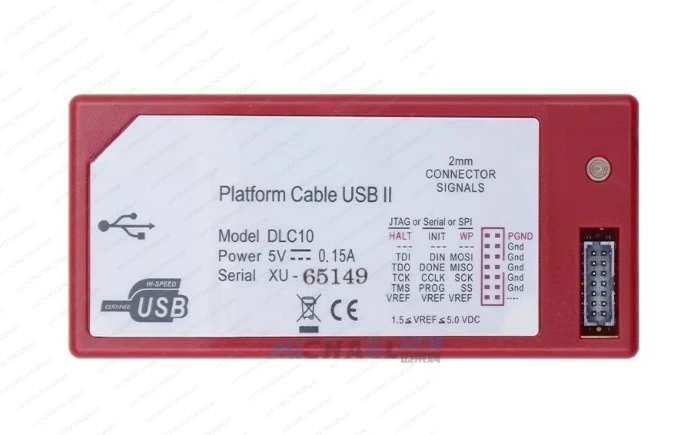 2mm
CONNECTOR
SIGNALS
Platform Cable USB II
Model DLC10
Power 5V 0.15A
Serial XU - 65149
JTAG or Serial or SPI
HALT INIT WP PGND
--- --- --- Gnd
TDI DIN MOSI Gnd
TDO DONE MISO Gnd
TCK CCLK SCK Gnd
TMS PROG SS Gnd
VREF VREF VREF ----
1.5 ≤ VREF ≤ 5.0 VDC
HI-SPEED
CERTIFIED USB
CE